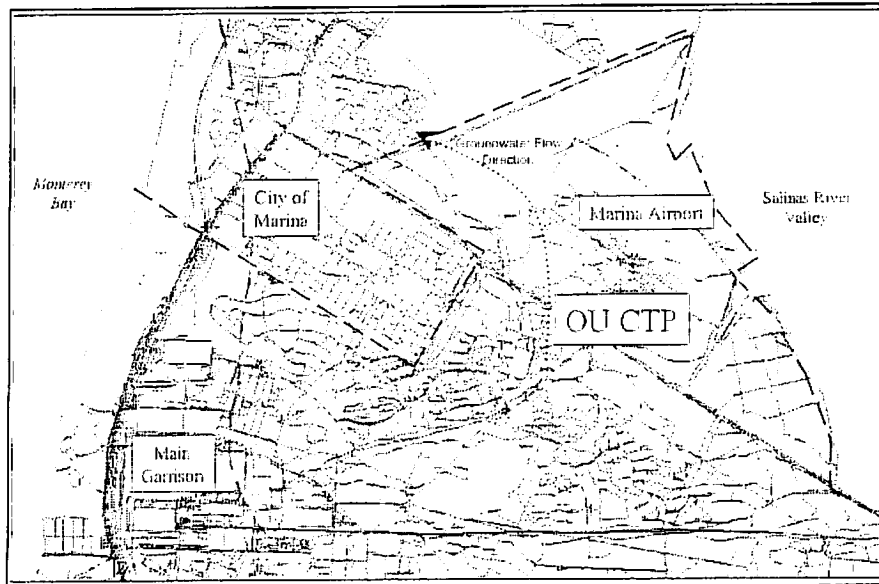 Groundwater Flow
Direction
Monterey
Bay
City of
Marina
Marina Airport
Salinas River
Valley
OU CTP
Main
Garrison